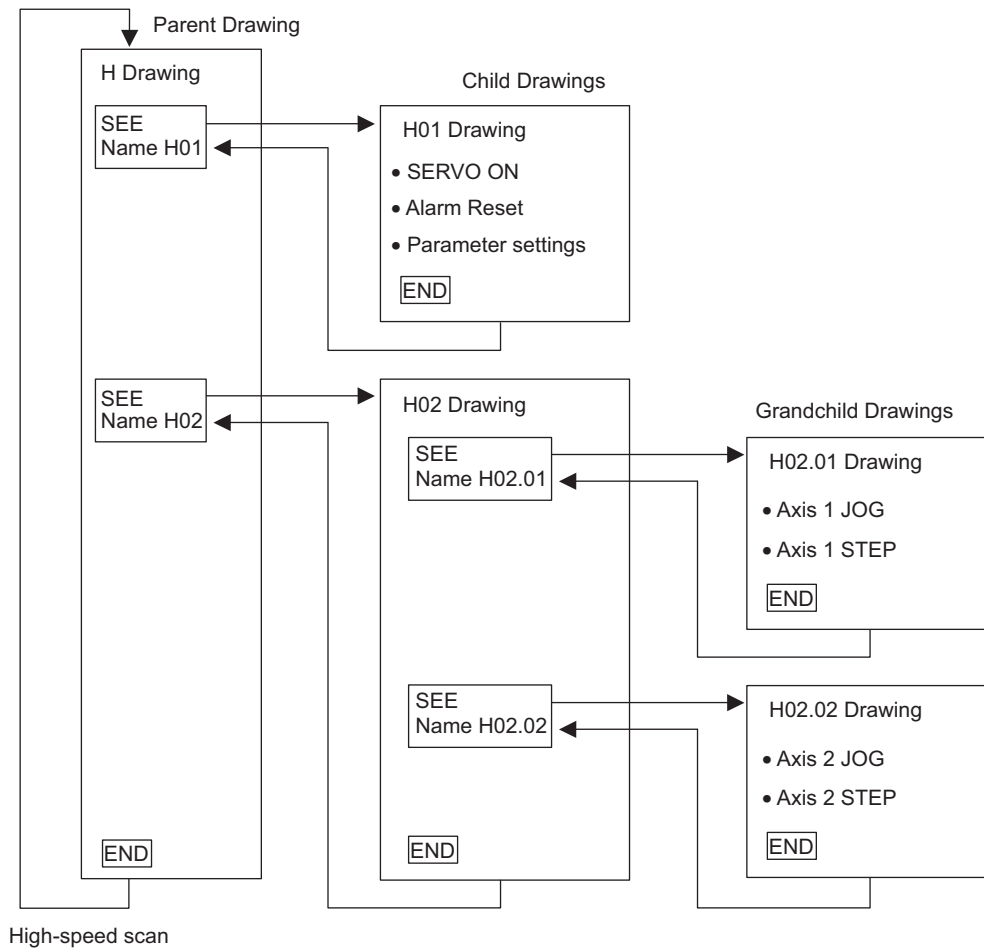 Parent Drawing
H Drawing
SEE
Name H01
Child Drawings
H01 Drawing
• SERVO ON
• Alarm Reset
• Parameter settings
END
SEE
Name H02
H02 Drawing
SEE
Name H02.01
Grandchild Drawings
H02.01 Drawing
• Axis 1 JOG
• Axis 1 STEP
END
SEE
Name H02.02
H02.02 Drawing
• Axis 2 JOG
• Axis 2 STEP
END
END
END
High-speed scan